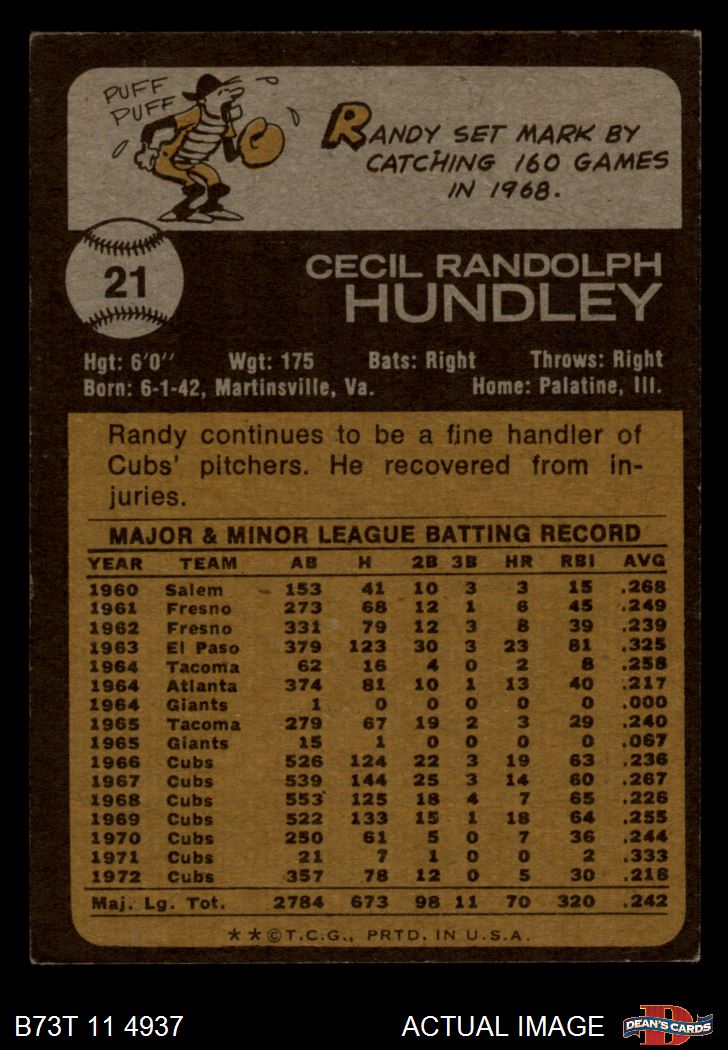 PUFF
PUFF
RANDY SET MARK BY
CATCHING 160 GAMES
IN 1968.
21
CECIL RANDOLPH
HUNDLEY
Hgt: 6'0" Wgt: 175 Bats: Right Throws: Right
Born: 6-1-42, Martinsville, Va. Home: Palatine, Ill.
Randy continues to be a fine handler of
Cubs' pitchers. He recovered from in-
juries.
MAJOR & MINOR LEAGUE BATTING RECORD
YEAR TEAM AB H 2B 3B HR RBI AVG
1960 Salem 153 41 10 3 3 15 .268
1961 Fresno 273 68 12 1 6 45 .249
1962 Fresno 331 79 12 3 8 39 .239
1963 El Paso 379 123 30 3 23 81 .325
1964 Tacoma 62 16 4 0 2 8 .258
1964 Atlanta 374 81 10 1 13 40 .217
1964 Giants 1 0 0 0 0 0 .000
1965 Tacoma 279 67 19 2 3 29 .240
1965 Giants 15 1 0 0 0 0 .067
1966 Cubs 526 124 22 3 19 63 .236
1967 Cubs 539 144 25 3 14 60 .267
1968 Cubs 553 125 18 4 7 65 .226
1969 Cubs 522 133 15 1 18 64 .255
1970 Cubs 250 61 5 0 7 36 .244
1971 Cubs 21 7 1 0 0 2 .333
1972 Cubs 357 78 12 0 5 30 .218
Maj. Lg. Tot. 2784 673 98 11 70 320 .242
★★©T.C.G., PRTD. IN U.S.A.
B73T 11 4937 ACTUAL IMAGE
D
DEAN'S CARDS